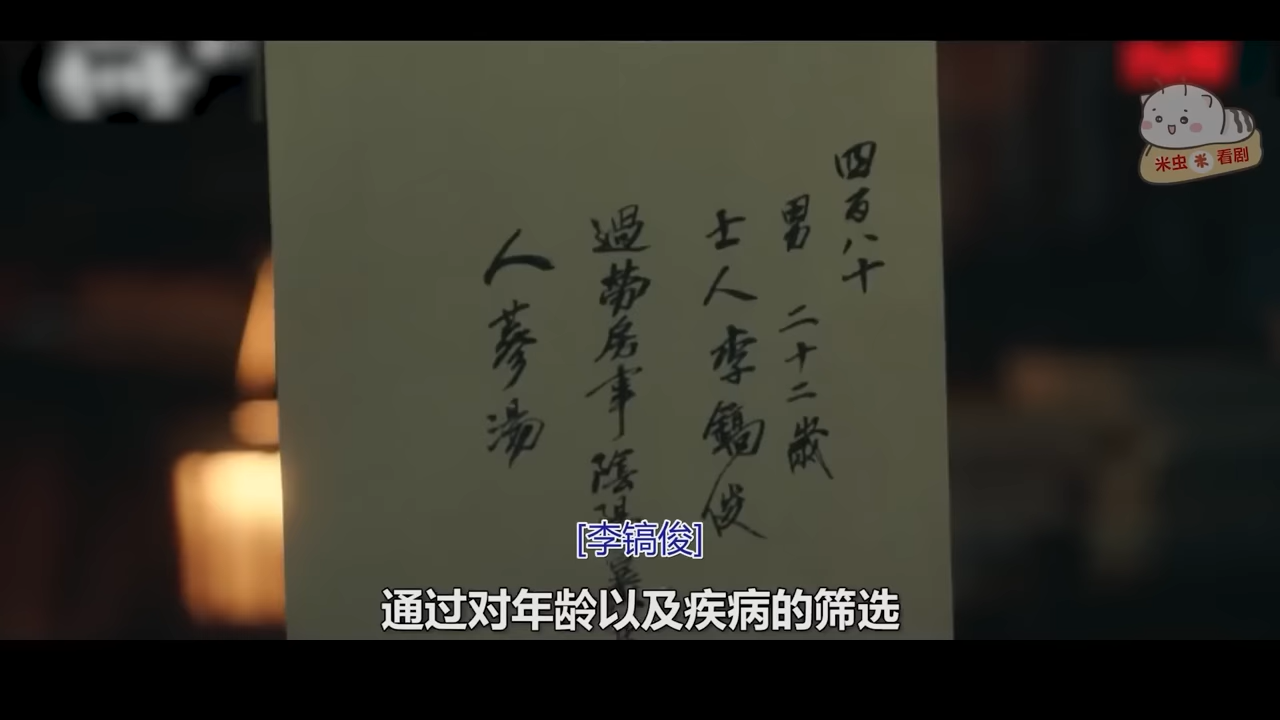 四百八十
男 二十二歲
士人李鎬俊
過勞房事陰陽
人蔘湯
[李镐俊]
通过对年龄以及疾病的筛选
米虫 米 看剧